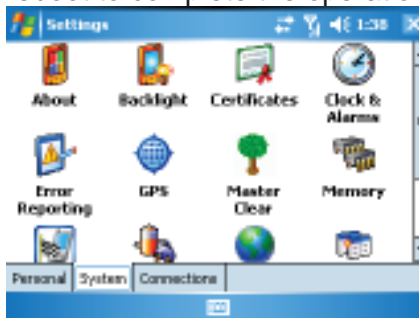 Settings 1:38
About Backlight Certificates Clock & Alarms
Error Reporting GPS Master Clear Memory
Personal System Connections